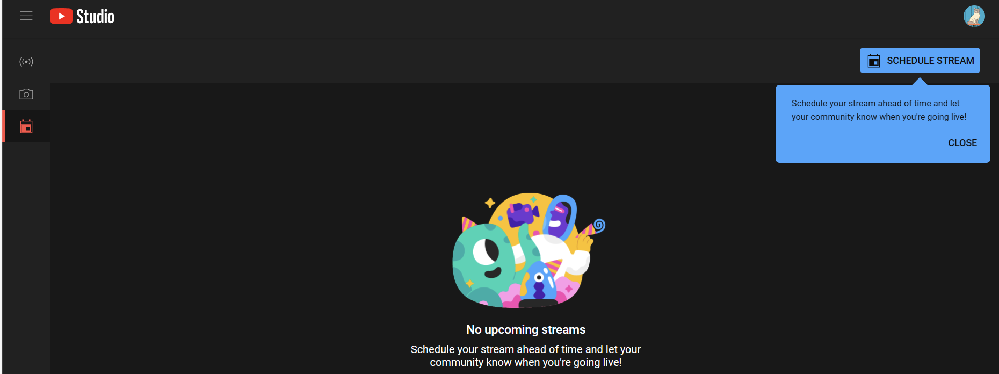 Studio
SCHEDULE STREAM
Schedule your stream ahead of time and let
your community know when you're going live!
CLOSE
No upcoming streams
Schedule your stream ahead of time and let your
community know when you're going live!